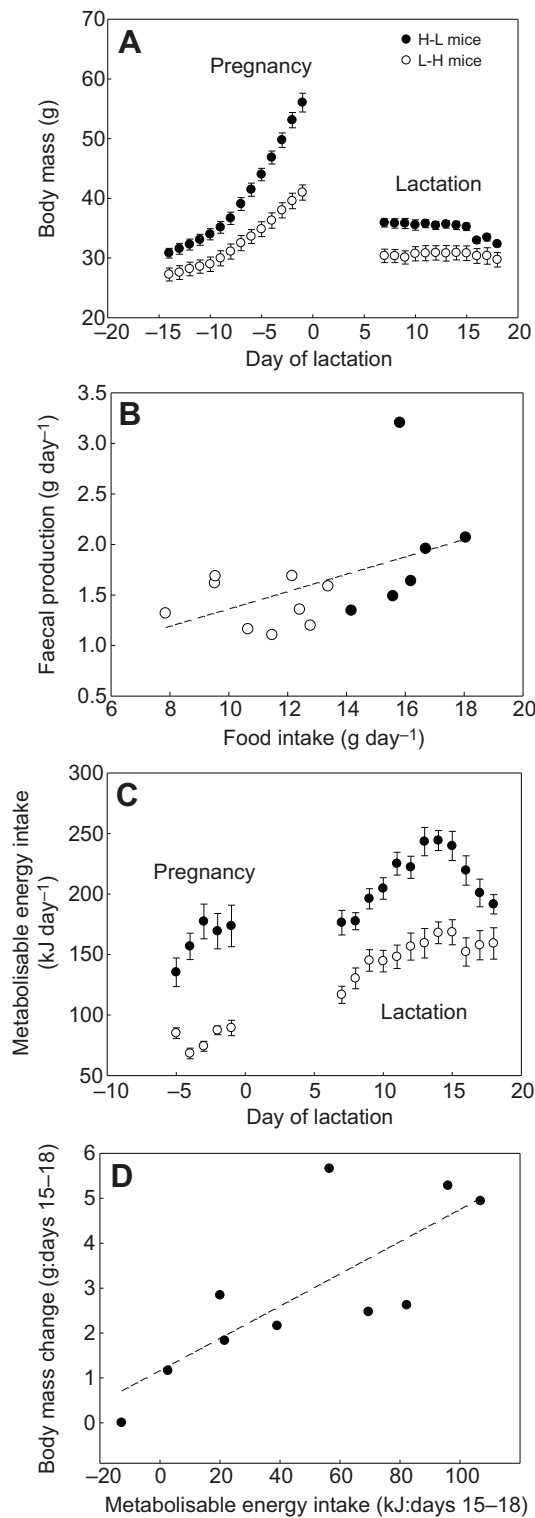 A
70
60
50
40
30
20
Body mass (g)
Pregnancy
H-L mice
L-H mice
Lactation
–20 –15 –10 –5 0 5 10 15 20
Day of lactation
B
3.5
3.0
2.5
2.0
1.5
1.0
0.5
Faecal production (g day–1)
6 8 10 12 14 16 18 20
Food intake (g day–1)
C
300
250
200
150
100
50
Metabolisable energy intake
(kJ day–1)
Pregnancy
Lactation
–10 –5 0 5 10 15 20
Day of lactation
D
6
5
4
3
2
1
0
Body mass change (g:days 15–18)
–20 0 20 40 60 80 100
Metabolisable energy intake (kJ:days 15–18)